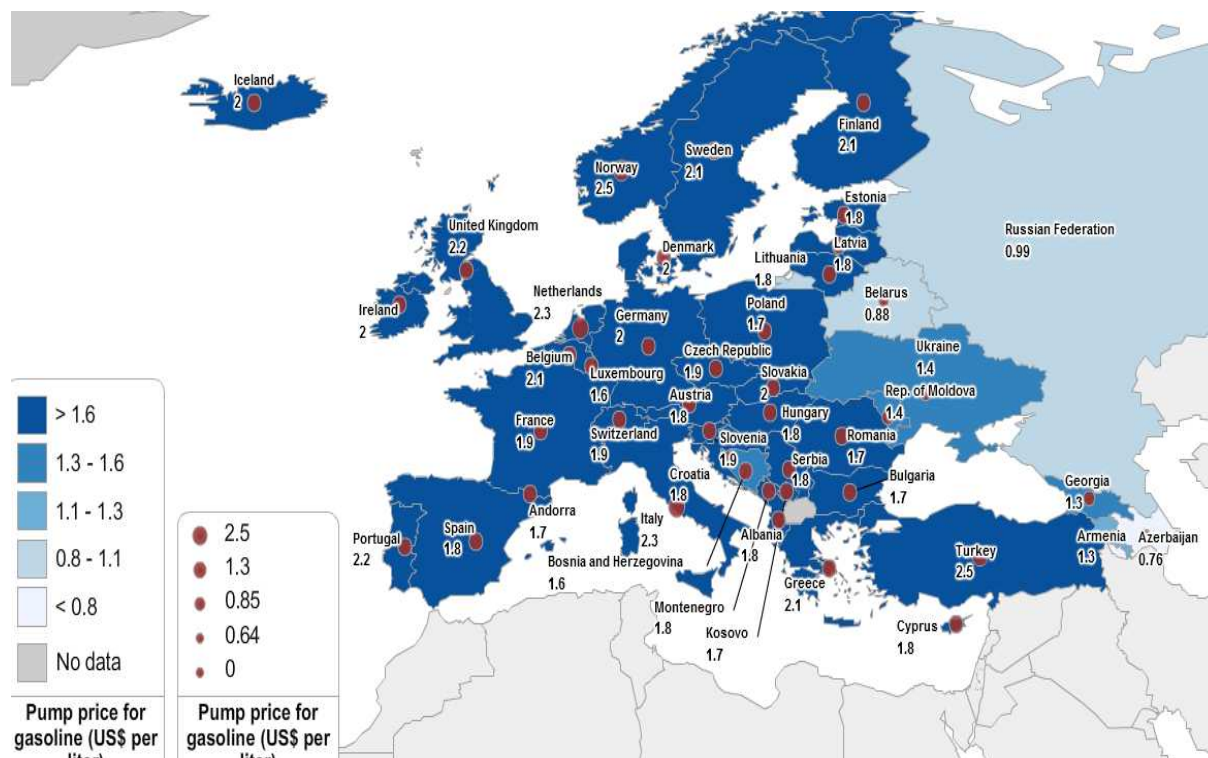 Iceland
2
Finland
2.1
Sweden
2.1
Norway
2.5
Estonia
1.8
United Kingdom
2.2
Russian Federation
0.99
Denmark
2
Latvia
1.8
Lithuania
1.8
Belarus
0.88
Netherlands
2.3
Ireland
2
Germany
2
Poland
1.7
Ukraine
1.4
Belgium
2.1
Czech Republic
1.9
Luxembourg
1.6
Slovakia
2
Rep. of Moldova
1.4
Austria
1.8
France
1.9
Hungary
1.8
Switzerland
1.9
Slovenia
1.9
Romania
1.7
Serbia
1.8
Croatia
1.8
Bulgaria
1.7
Georgia
1.3
Andorra
1.7
Italy
2.3
Portugal
2.2
Spain
1.8
Albania
1.8
Armenia
1.3
Azerbaijan
0.76
Turkey
2.5
Bosnia and Herzegovina
1.6
Greece
2.1
Montenegro
1.8
Kosovo
1.7
Cyprus
1.8
> 1.6
1.3 - 1.6
1.1 - 1.3
0.8 - 1.1
< 0.8
No data
Pump price for
gasoline (US$ per
liter)
2.5
1.3
0.85
0.64
0
Pump price for
gasoline (US$ per
liter)